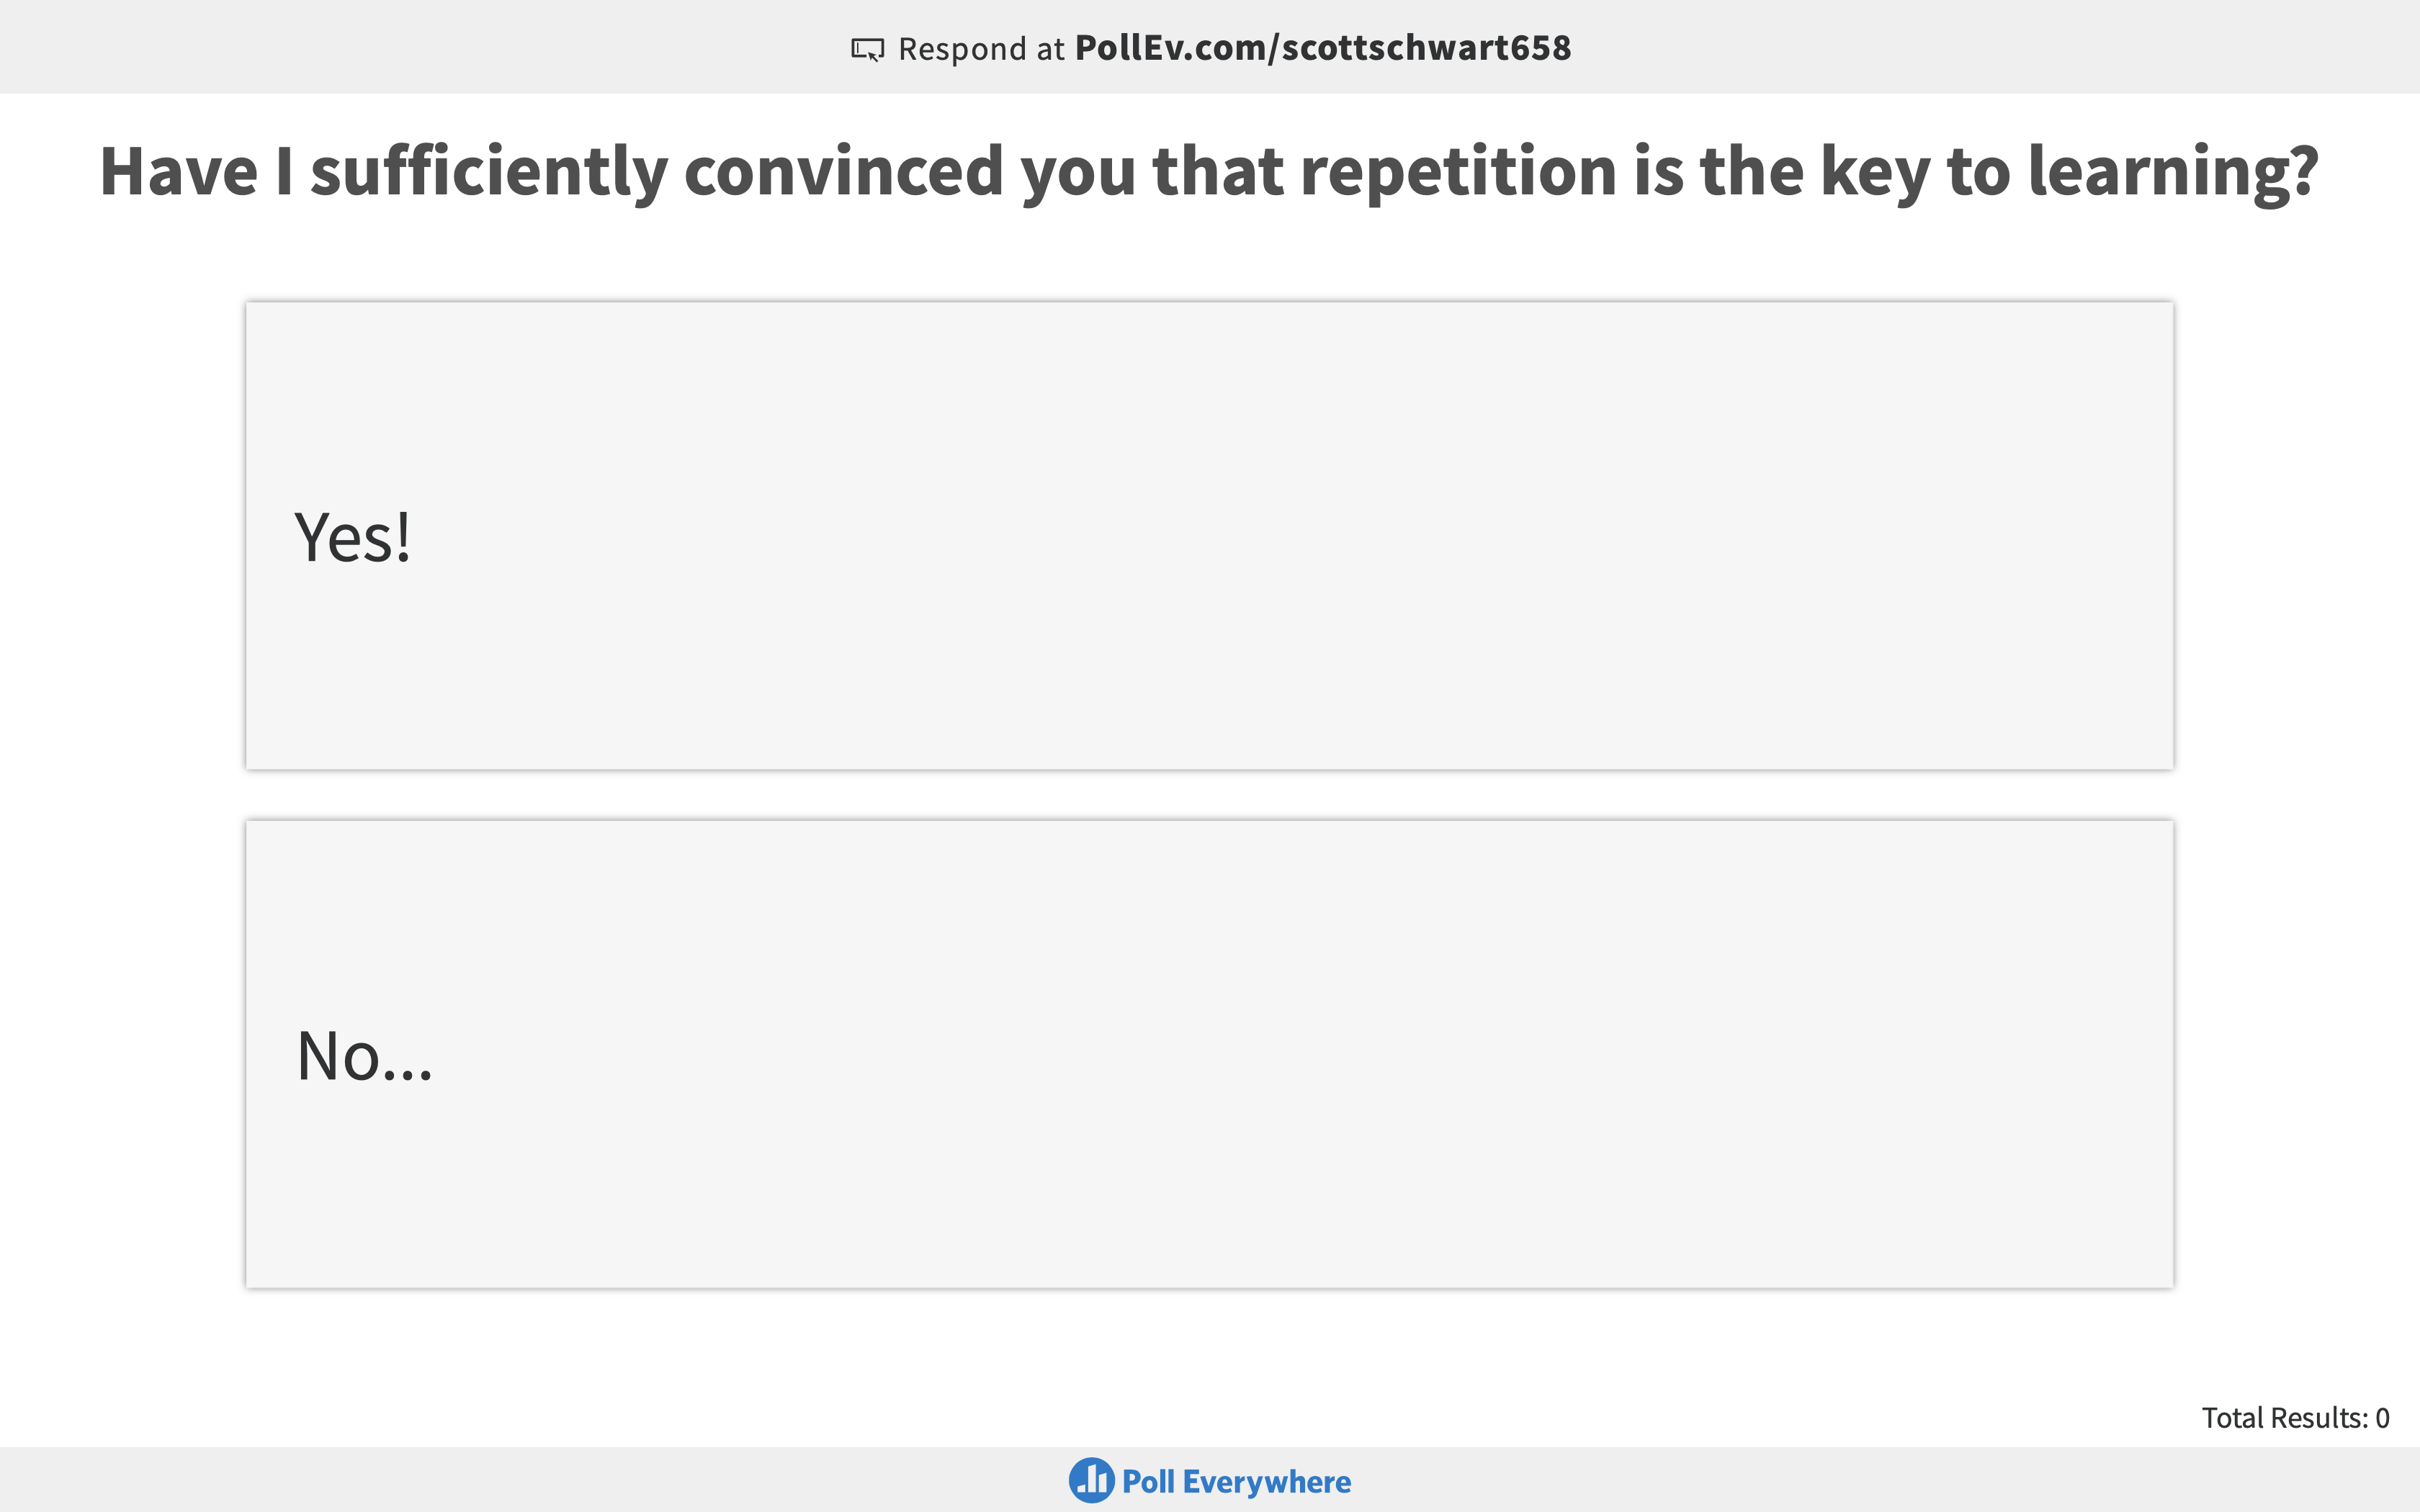 Respond at PollEv.com/scottschwart658
Have I sufficiently convinced you that repetition is the key to learning?
Yes!
No...
Total Results: 0
Poll Everywhere